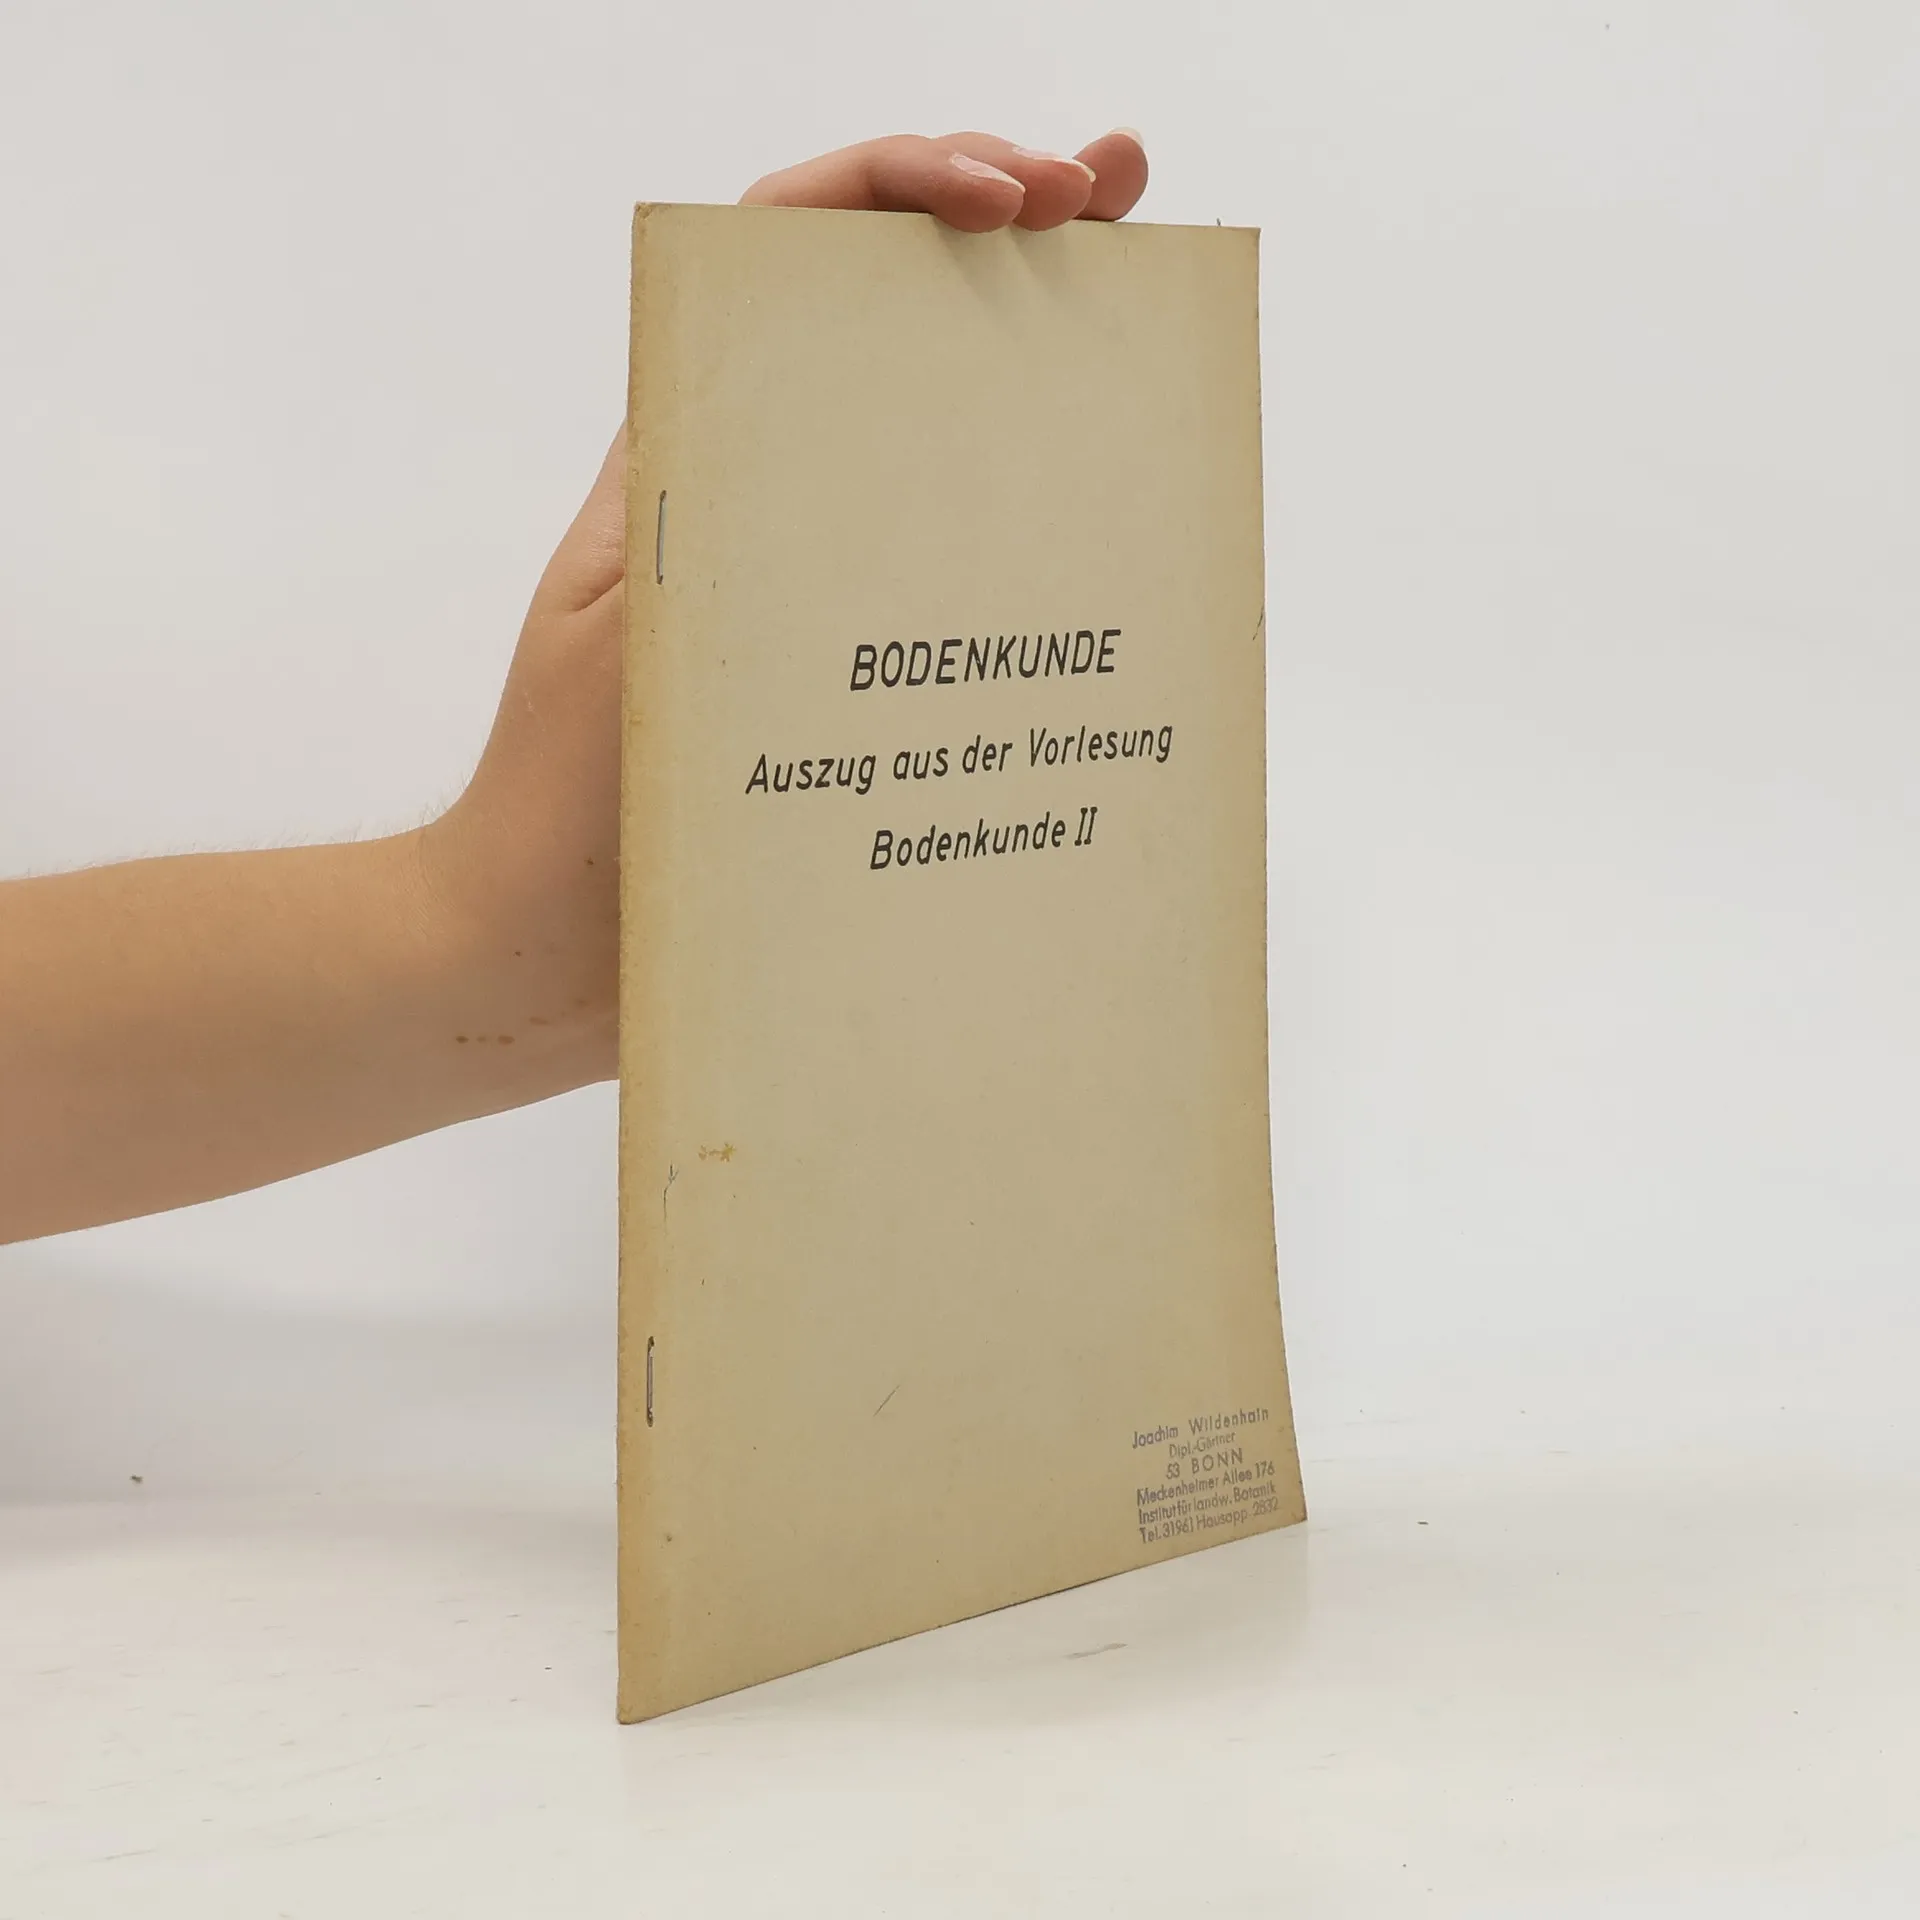 BODENKUNDE
Auszug aus der Vorlesung
Bodenkunde II
Joachim Wildenhain
Dipl.-Gärtner
53 BONN
Meckenheimer Allee 176
Institut für landw. Botanik
Tel. 31961 Hausapp. 2832